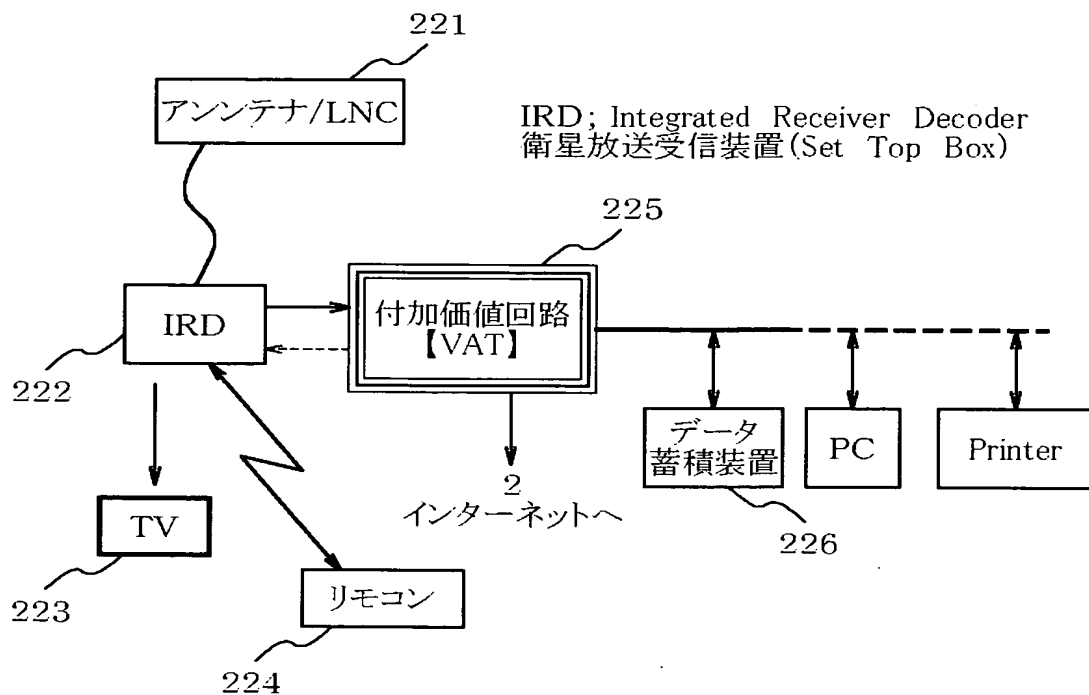 221
アンンテナ/LNC
IRD; Integrated Receiver Decoder
衛星放送受信装置(Set Top Box)
225
IRD
付加価値回路
【VAT】
222
データ
蓄積装置
PC
Printer
2
インターネットへ
TV
226
223
リモコン
224